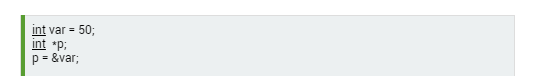 int var = 50;
int  *p;
p = &var;